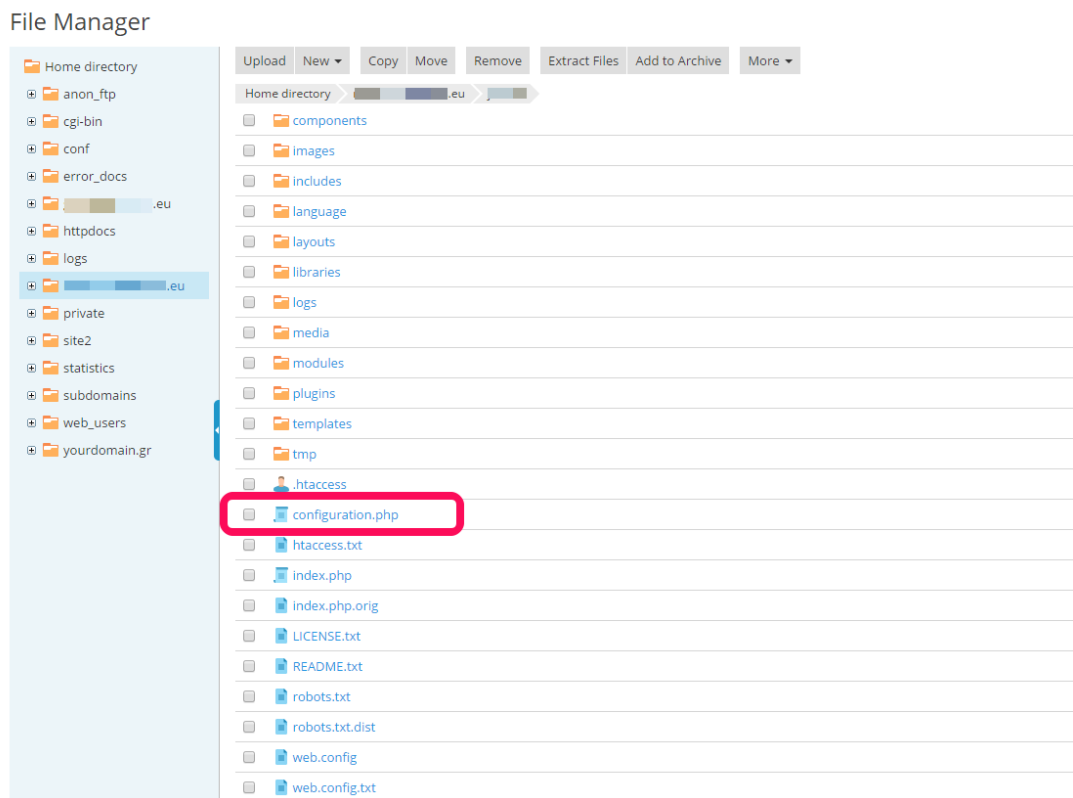 File Manager
Home directory
anon_ftp
cgi-bin
conf
error_docs
.eu
httpdocs
logs
.eu
private
site2
statistics
subdomains
web_users
yourdomain.gr
Upload New Copy Move Remove Extract Files Add to Archive More
Home directory .eu
components
images
includes
language
layouts
libraries
logs
media
modules
plugins
templates
tmp
.htaccess
configuration.php
htaccess.txt
index.php
index.php.orig
LICENSE.txt
README.txt
robots.txt
robots.txt.dist
web.config
web.config.txt